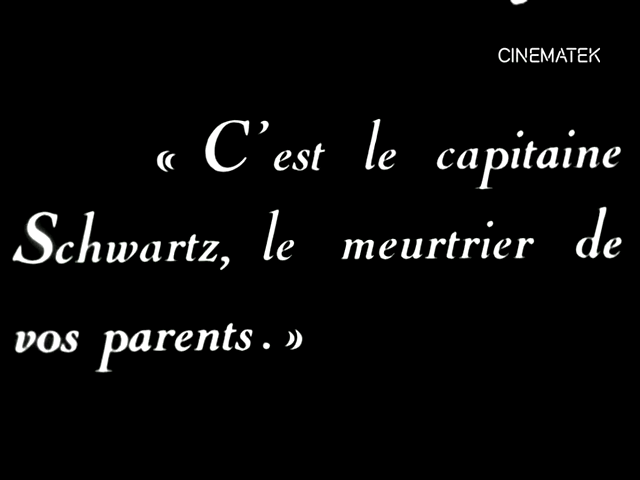 CINEMATEK
« C'est le capitaine
Schwartz, le meurtrier de
vos parents. »